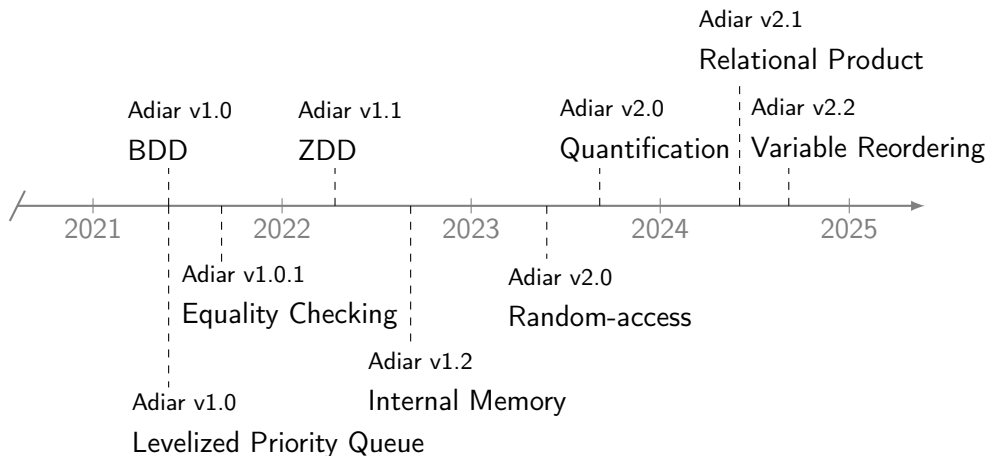 Adiar v2.1
Relational Product
Adiar v1.0
BDD
Adiar v1.1
ZDD
Adiar v2.0
Quantification
Adiar v2.2
Variable Reordering
2021
2022
2023
2024
2025
Adiar v1.0.1
Equality Checking
Adiar v2.0
Random-access
Adiar v1.2
Internal Memory
Adiar v1.0
Levelized Priority Queue